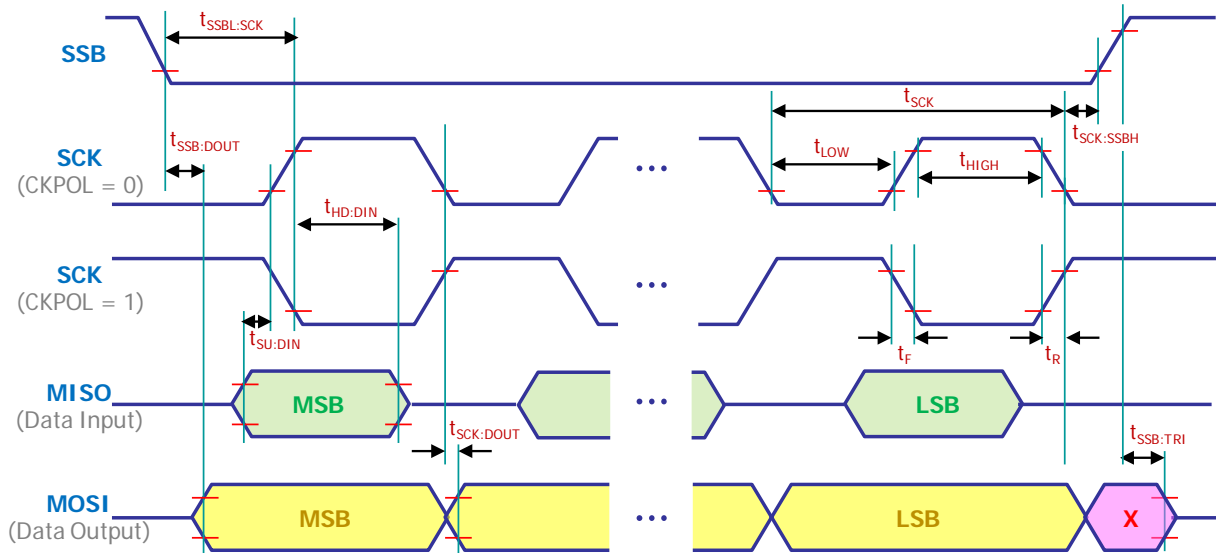 SSB
tSSBL:SCK
tSCK
tSCK:SSBH
tSSB:DOUT
SCK
(CKPOL = 0)
tLOW
tHIGH
...
tHD:DIN
SCK
(CKPOL = 1)
...
tSU:DIN
tF
tR
MISO
(Data Input)
MSB
...
LSB
tSCK:DOUT
tSSB:TRI
MOSI
(Data Output)
MSB
...
LSB
X